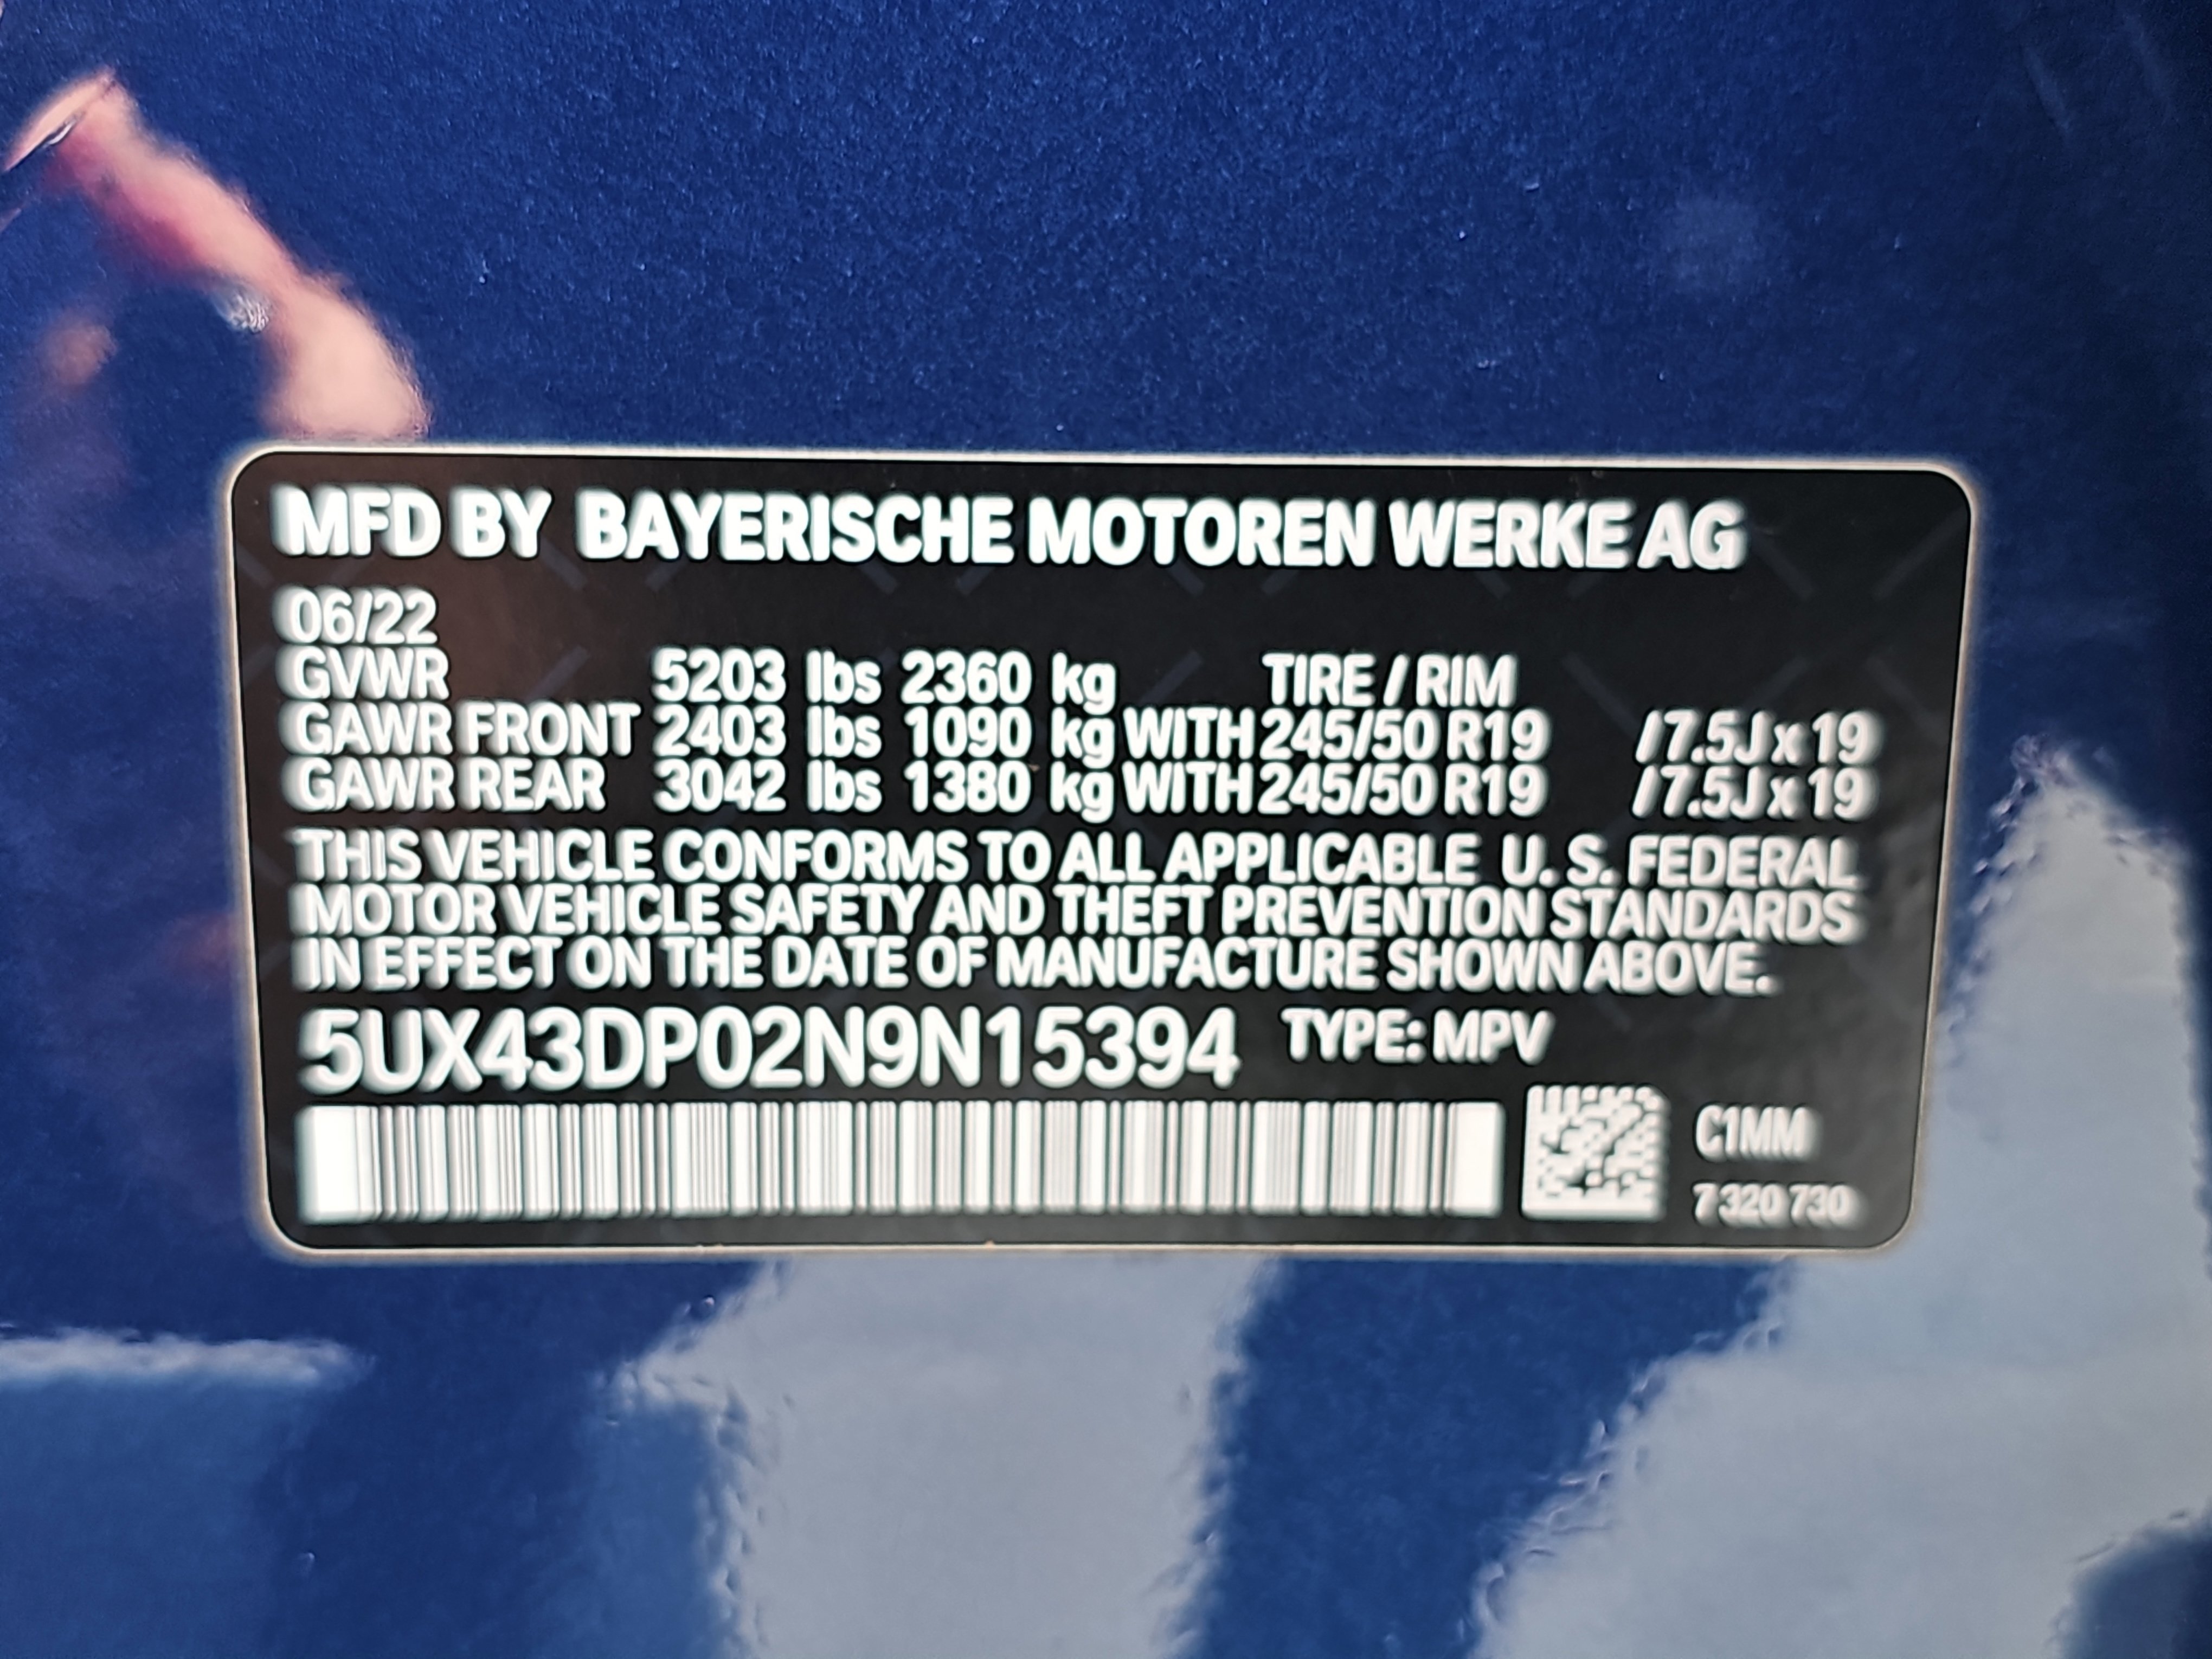 MFD BY BAYERISCHE MOTOREN WERKE AG
06/22
GVWR 5203 lbs 2360 kg TIRE / RIM
GAWR FRONT 2403 lbs 1090 kg WITH 245/50 R19 / 7.5J x 19
GAWR REAR 3042 lbs 1380 kg WITH 245/50 R19 / 7.5J x 19
THIS VEHICLE CONFORMS TO ALL APPLICABLE U. S. FEDERAL
MOTOR VEHICLE SAFETY AND THEFT PREVENTION STANDARDS
IN EFFECT ON THE DATE OF MANUFACTURE SHOWN ABOVE.
5UX43DP02N9N15394 TYPE: MPV
C1MM
7 320 730